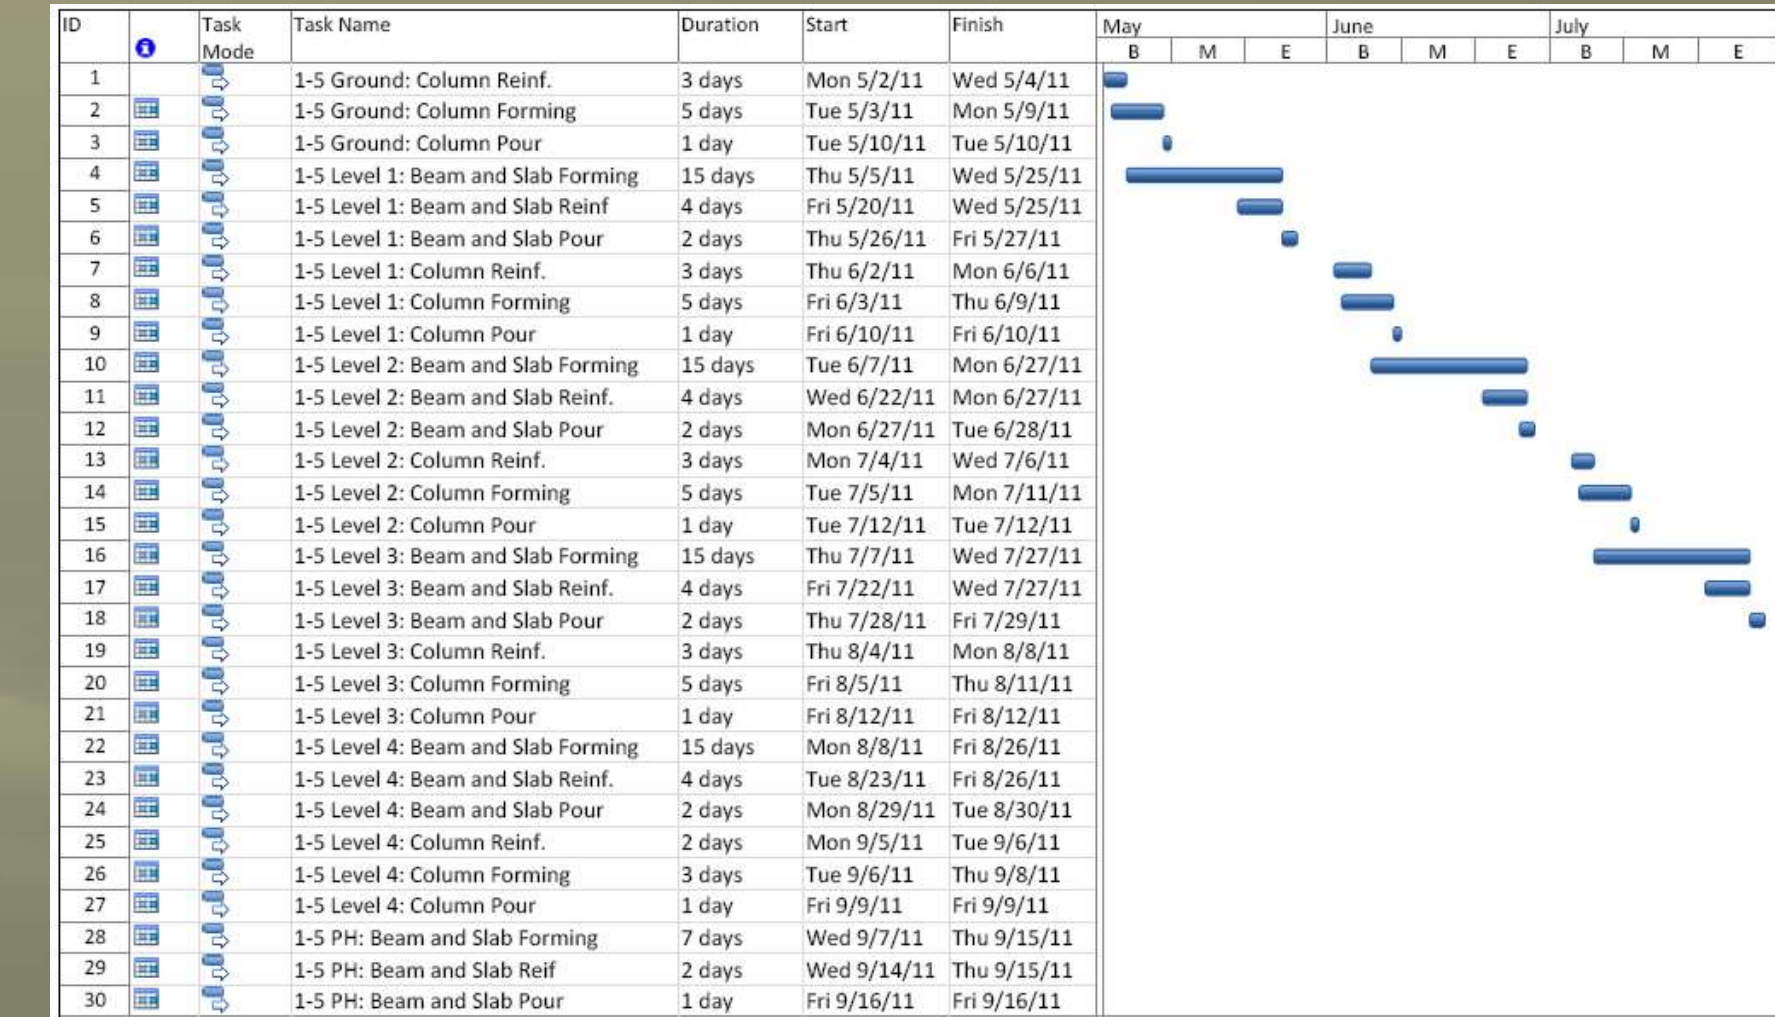 ID Task Mode Task Name Duration Start Finish May June July
B M E B M E B M E
1 1-5 Ground: Column Reinf. 3 days Mon 5/2/11 Wed 5/4/11
2 1-5 Ground: Column Forming 5 days Tue 5/3/11 Mon 5/9/11
3 1-5 Ground: Column Pour 1 day Tue 5/10/11 Tue 5/10/11
4 1-5 Level 1: Beam and Slab Forming 15 days Thu 5/5/11 Wed 5/25/11
5 1-5 Level 1: Beam and Slab Reinf 4 days Fri 5/20/11 Wed 5/25/11
6 1-5 Level 1: Beam and Slab Pour 2 days Thu 5/26/11 Fri 5/27/11
7 1-5 Level 1: Column Reinf. 3 days Thu 6/2/11 Mon 6/6/11
8 1-5 Level 1: Column Forming 5 days Fri 6/3/11 Thu 6/9/11
9 1-5 Level 1: Column Pour 1 day Fri 6/10/11 Fri 6/10/11
10 1-5 Level 2: Beam and Slab Forming 15 days Tue 6/7/11 Mon 6/27/11
11 1-5 Level 2: Beam and Slab Reinf. 4 days Wed 6/22/11 Mon 6/27/11
12 1-5 Level 2: Beam and Slab Pour 2 days Mon 6/27/11 Tue 6/28/11
13 1-5 Level 2: Column Reinf. 3 days Mon 7/4/11 Wed 7/6/11
14 1-5 Level 2: Column Forming 5 days Tue 7/5/11 Mon 7/11/11
15 1-5 Level 2: Column Pour 1 day Tue 7/12/11 Tue 7/12/11
16 1-5 Level 3: Beam and Slab Forming 15 days Thu 7/7/11 Wed 7/27/11
17 1-5 Level 3: Beam and Slab Reinf. 4 days Fri 7/22/11 Wed 7/27/11
18 1-5 Level 3: Beam and Slab Pour 2 days Thu 7/28/11 Fri 7/29/11
19 1-5 Level 3: Column Reinf. 3 days Thu 8/4/11 Mon 8/8/11
20 1-5 Level 3: Column Forming 5 days Fri 8/5/11 Thu 8/11/11
21 1-5 Level 3: Column Pour 1 day Fri 8/12/11 Fri 8/12/11
22 1-5 Level 4: Beam and Slab Forming 15 days Mon 8/8/11 Fri 8/26/11
23 1-5 Level 4: Beam and Slab Reinf. 4 days Tue 8/23/11 Fri 8/26/11
24 1-5 Level 4: Beam and Slab Pour 2 days Mon 8/29/11 Tue 8/30/11
25 1-5 Level 4: Column Reinf. 2 days Mon 9/5/11 Tue 9/6/11
26 1-5 Level 4: Column Forming 3 days Tue 9/6/11 Thu 9/8/11
27 1-5 Level 4: Column Pour 1 day Fri 9/9/11 Fri 9/9/11
28 1-5 PH: Beam and Slab Forming 7 days Wed 9/7/11 Thu 9/15/11
29 1-5 PH: Beam and Slab Reif 2 days Wed 9/14/11 Thu 9/15/11
30 1-5 PH: Beam and Slab Pour 1 day Fri 9/16/11 Fri 9/16/11